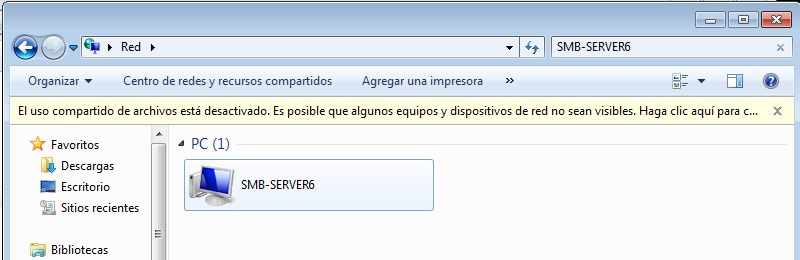 Red
SMB-SERVER6
Organizar
Centro de redes y recursos compartidos
Agregar una impresora
»
El uso compartido de archivos está desactivado. Es posible que algunos equipos y dispositivos de red no sean visibles. Haga clic aquí para c...
Favoritos
Descargas
Escritorio
Sitios recientes
Bibliotecas
PC (1)
SMB-SERVER6